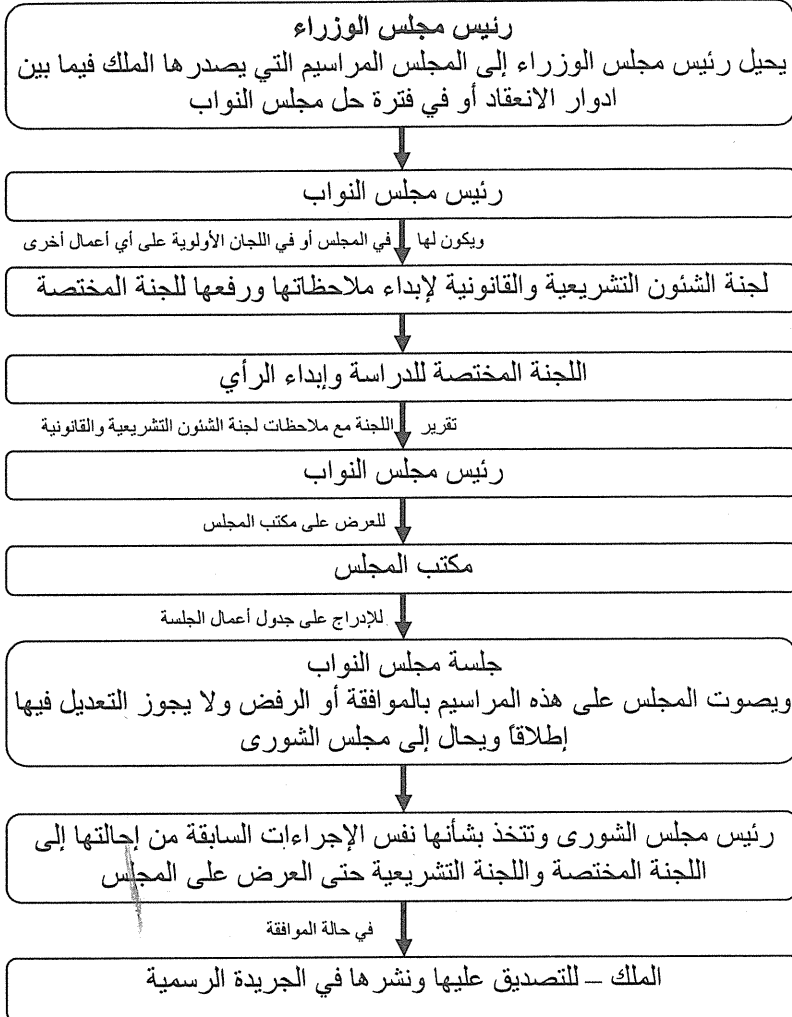 رئيس مجلس الوزراء
يحيل رئيس مجلس الوزراء إلى المجلس المراسيم التي يصدرها الملك فيما بين
ادوار الانعقاد أو في فترة حل مجلس النواب
رئيس مجلس النواب
ويكون لها في المجلس أو في اللجان الأولوية على أي أعمال أخرى
لجنة الشئون التشريعية والقانونية لإبداء ملاحظاتها ورفعها للجنة المختصة
اللجنة المختصة للدراسة وإبداء الرأي
تقرير اللجنة مع ملاحظات لجنة الشئون التشريعية والقانونية
رئيس مجلس النواب
للعرض على مكتب المجلس
مكتب المجلس
للإدراج على جدول أعمال الجلسة
جلسة مجلس النواب
ويصوت المجلس على هذه المراسيم بالموافقة أو الرفض ولا يجوز التعديل فيها
إطلاقاً ويحال إلى مجلس الشورى
رئيس مجلس الشورى وتتخذ بشأنها نفس الإجراءات السابقة من إحالتها إلى
اللجنة المختصة واللجنة التشريعية حتى العرض على المجلس
في حالة الموافقة
الملك – للتصديق عليها ونشرها في الجريدة الرسمية